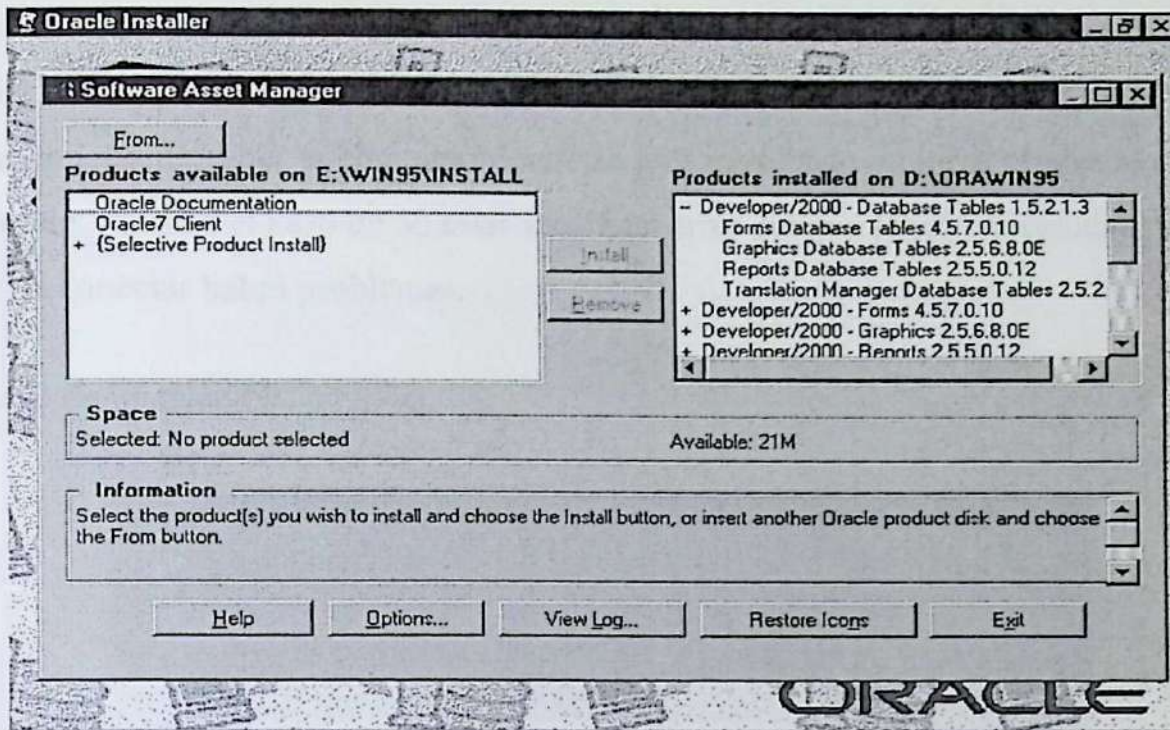 Oracle Installer
Software Asset Manager
From...
Products available on E:\WIN95\INSTALL
Oracle Documentation
Oracle7 Client
+ {Selective Product Install}
Install
Remove
Products installed on D:\ORAWIN95
- Developer/2000 - Database Tables 1.5.2.1.3
Forms Database Tables 4.5.7.0.10
Graphics Database Tables 2.5.6.8.0E
Reports Database Tables 2.5.5.0.12
Translation Manager Database Tables 2.5.2
+ Developer/2000 - Forms 4.5.7.0.10
+ Developer/2000 - Graphics 2.5.6.8.0E
+ Developer/2000 - Reports 2.5.5.0.12
Space
Selected: No product selected
Available: 21M
Information
Select the product(s) you wish to install and choose the Install button, or insert another Oracle product disk and choose
the From button.
Help
Options...
View Log...
Restore Icons
Exit
ORACLE